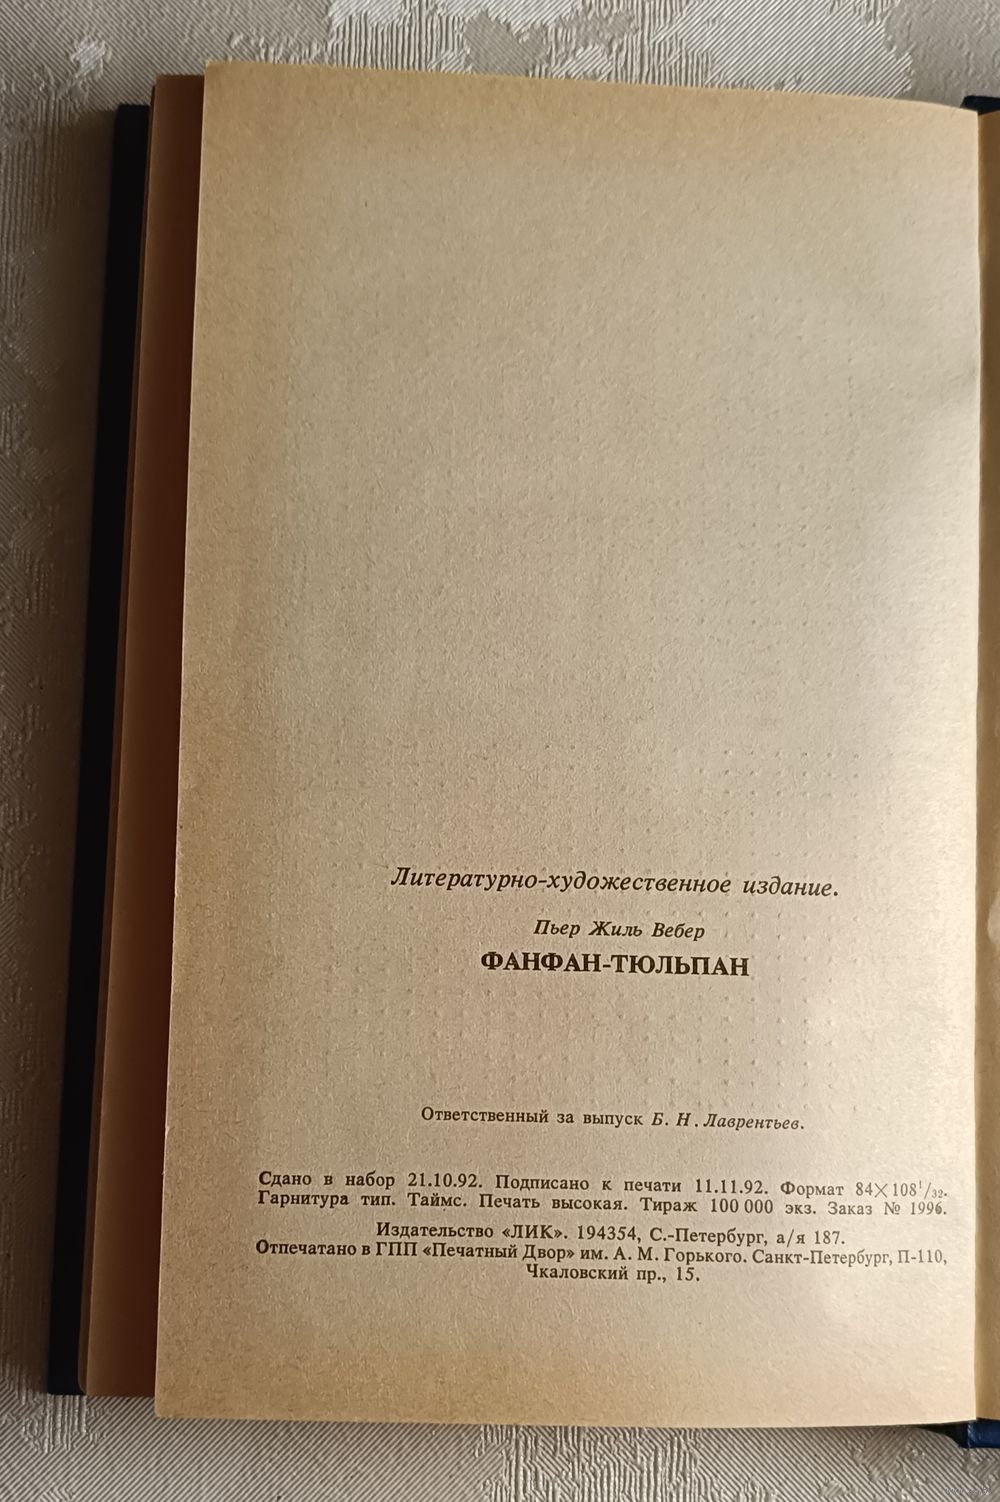 Литературно-художественное издание.
Пьер Жиль Вебер
ФАНФАН-ТЮЛЬПАН
Ответственный за выпуск Б. Н. Лаврентьев.
Сдано в набор 21.10.92. Подписано к печати 11.11.92. Формат 84×108¹/₃₂.
Гарнитура тип. Таймс. Печать высокая. Тираж 100 000 экз. Заказ № 1996.
Издательство «ЛИК». 194354, С.-Петербург, а/я 187.
Отпечатано в ГПП «Печатный Двор» им. А. М. Горького. Санкт-Петербург, П-110,
Чкаловский пр., 15.